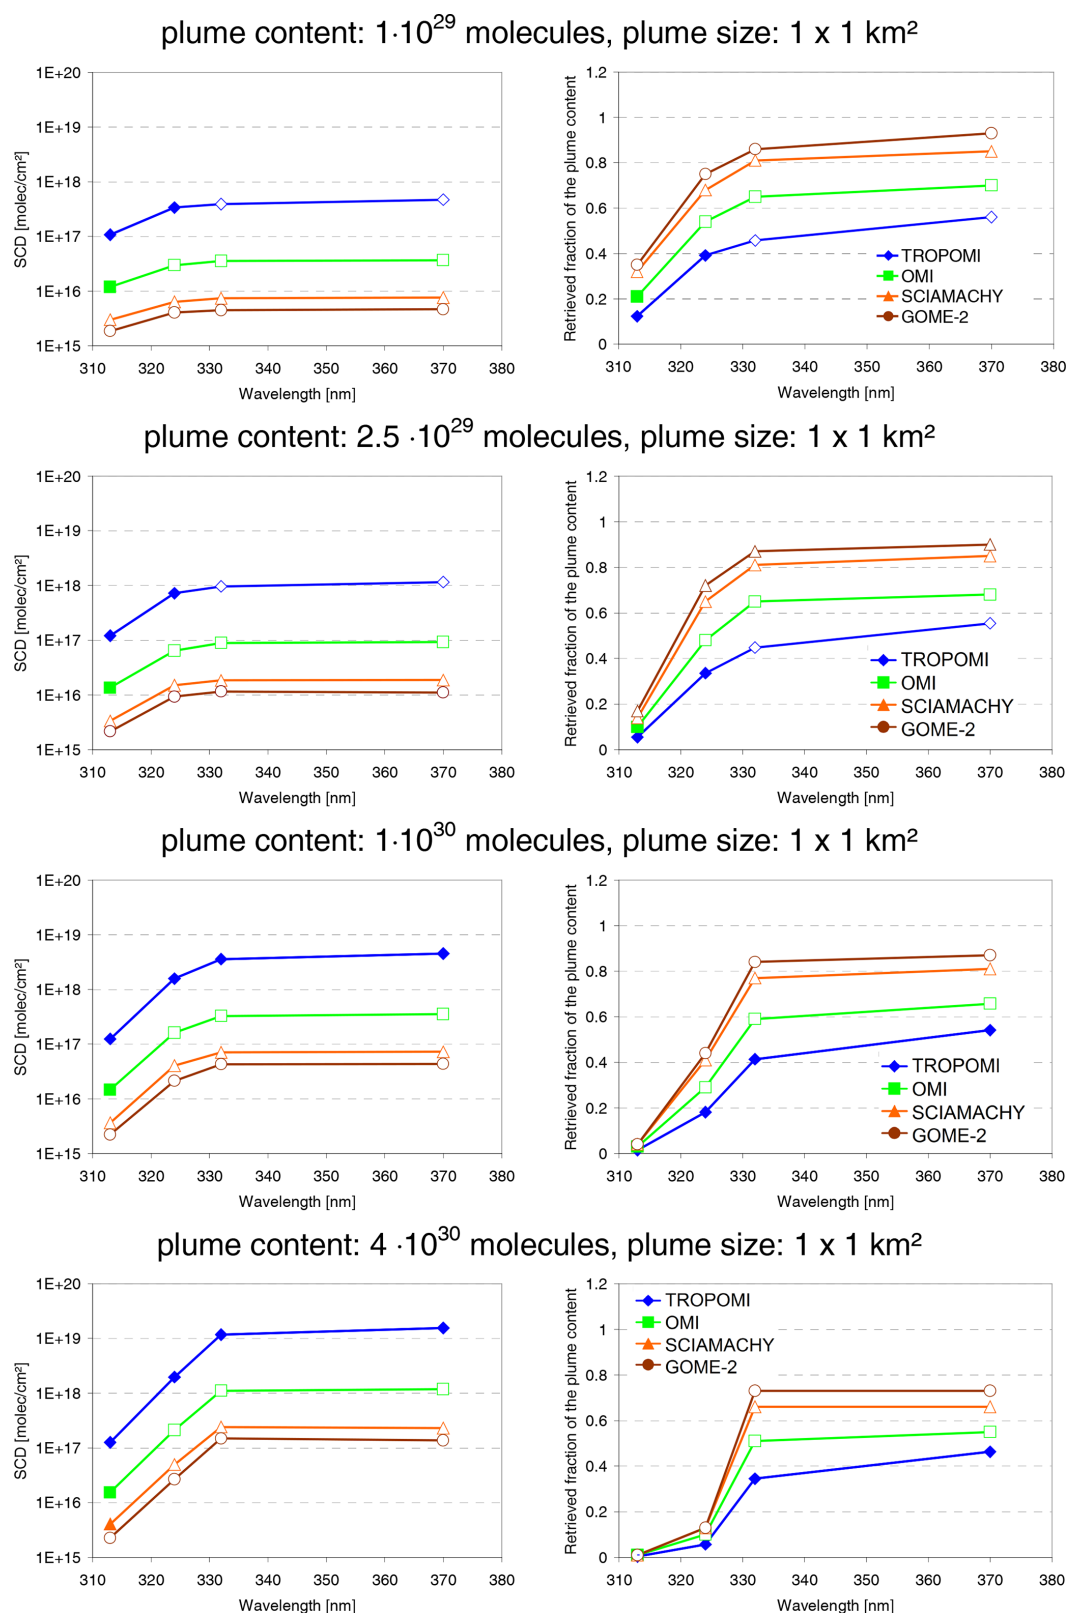 plume content: 1·10²⁹ molecules, plume size: 1 x 1 km²
SCD [molec/cm²]
1E+20
1E+19
1E+18
1E+17
1E+16
1E+15
310 320 330 340 350 360 370 380
Wavelength [nm]
Retrieved fraction of the plume content
1.2
1
0.8
0.6
0.4
0.2
0
TROPOMI
OMI
SCIAMACHY
GOME-2
310 320 330 340 350 360 370 380
Wavelength [nm]
plume content: 2.5 ·10²⁹ molecules, plume size: 1 x 1 km²
SCD [molec/cm²]
1E+20
1E+19
1E+18
1E+17
1E+16
1E+15
310 320 330 340 350 360 370 380
Wavelength [nm]
Retrieved fraction of the plume content
1.2
1
0.8
0.6
0.4
0.2
0
TROPOMI
OMI
SCIAMACHY
GOME-2
310 320 330 340 350 360 370 380
Wavelength [nm]
plume content: 1·10³⁰ molecules, plume size: 1 x 1 km²
SCD [molec/cm²]
1E+20
1E+19
1E+18
1E+17
1E+16
1E+15
310 320 330 340 350 360 370 380
Wavelength [nm]
Retrieved fraction of the plume content
1.2
1
0.8
0.6
0.4
0.2
0
TROPOMI
OMI
SCIAMACHY
GOME-2
310 320 330 340 350 360 370 380
Wavelength [nm]
plume content: 4 ·10³⁰ molecules, plume size: 1 x 1 km²
SCD [molec/cm²]
1E+20
1E+19
1E+18
1E+17
1E+16
1E+15
310 320 330 340 350 360 370 380
Wavelength [nm]
Retrieved fraction of the plume content
1.2
1
0.8
0.6
0.4
0.2
0
TROPOMI
OMI
SCIAMACHY
GOME-2
310 320 330 340 350 360 370 380
Wavelength [nm]